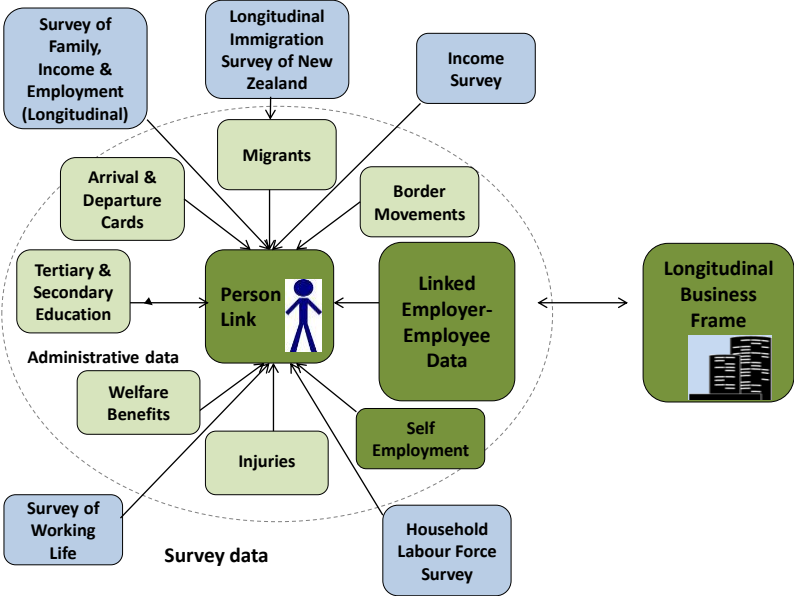 Survey of
Family,
Income &
Employment
(Longitudinal)
Longitudinal
Immigration
Survey of New
Zealand
Income
Survey
Migrants
Arrival &
Departure
Cards
Border
Movements
Tertiary &
Secondary
Education
Person
Link
Linked
Employer-
Employee
Data
Longitudinal
Business
Frame
Administrative data
Welfare
Benefits
Injuries
Self
Employment
Survey of
Working
Life
Survey data
Household
Labour Force
Survey